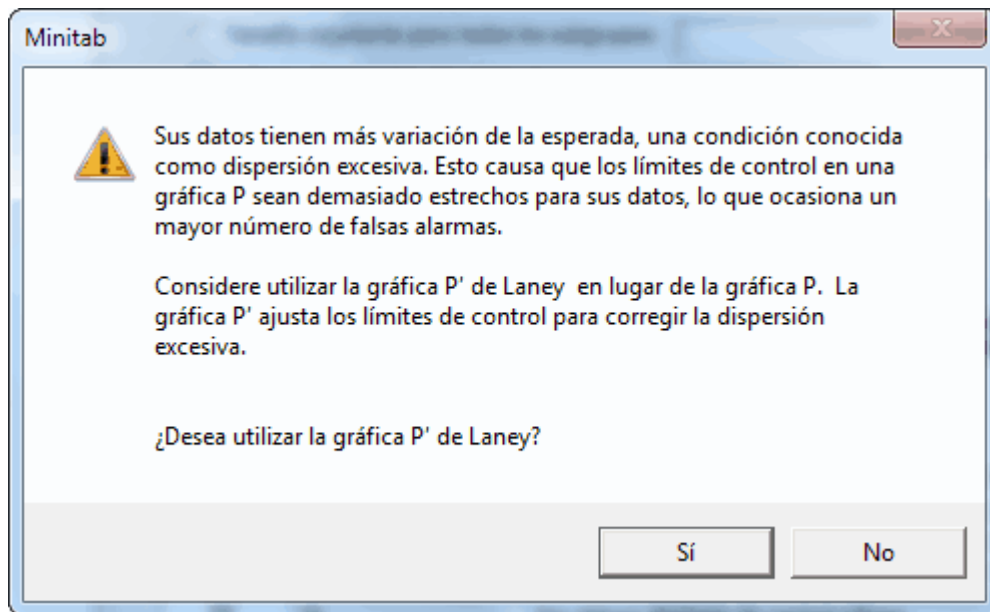 Minitab
Sus datos tienen más variación de la esperada, una condición conocida
como dispersión excesiva. Esto causa que los límites de control en una
gráfica P sean demasiado estrechos para sus datos, lo que ocasiona un
mayor número de falsas alarmas.
Considere utilizar la gráfica P' de Laney  en lugar de la gráfica P.  La
gráfica P' ajusta los límites de control para corregir la dispersión
excesiva.
¿Desea utilizar la gráfica P' de Laney?
Sí
No